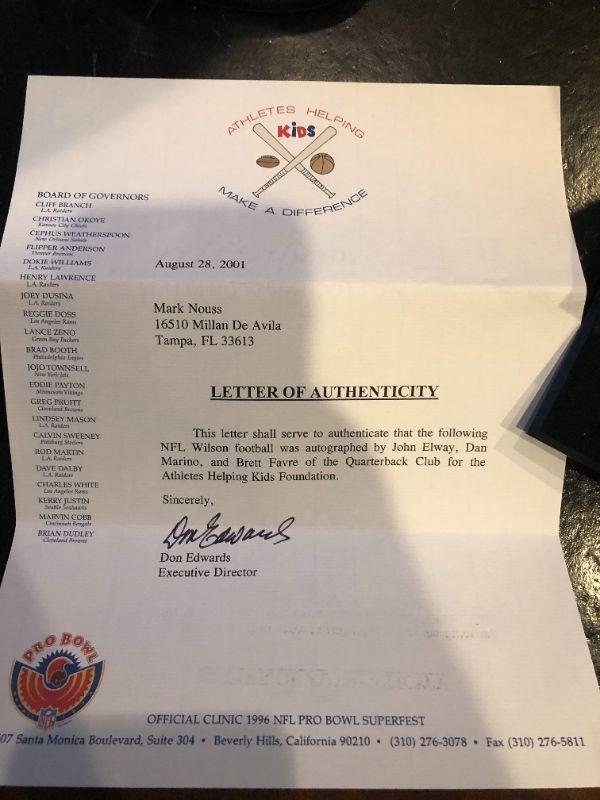 ATHLETES HELPING
KIDS
MAKE A DIFFERENCE
BOARD OF GOVERNORS
CLIFF BRANCH
L.A. Raiders
CHRISTIAN OKOYE
Kansas City Chiefs
CEPHUS WEATHERSPOON
New Orleans Saints
FLIPPER ANDERSON
Denver Broncos
DOKIE WILLIAMS
L.A. Raiders
HENRY LAWRENCE
L.A. Raiders
JOEY DUSINA
L.A. Raiders
REGGIE DOSS
Los Angeles Rams
LANCE ZENO
Green Bay Packers
BRAD BOOTH
Philadelphia Eagles
JOJO TOWNSELL
New York Jets
EDDIE PAYTON
Minnesota Vikings
GREG PRUITT
Cleveland Browns
LINDSEY MASON
L.A. Raiders
CALVIN SWEENEY
Pittsburg Steelers
ROD MARTIN
L.A. Raiders
DAVE DALBY
L.A. Raiders
CHARLES WHITE
Los Angeles Rams
KERRY JUSTIN
Seattle Seahawks
MARVIN COBB
Cincinnati Bengals
BRIAN DUDLEY
Cleveland Browns
August 28, 2001
Mark Nouss
16510 Millan De Avila
Tampa, FL 33613
LETTER OF AUTHENTICITY
This letter shall serve to authenticate that the following
NFL Wilson football was autographed by John Elway, Dan
Marino, and Brett Favre of the Quarterback Club for the
Athletes Helping Kids Foundation.
Sincerely,
Don Edwards
Don Edwards
Executive Director
PRO BOWL
NFL
OFFICIAL CLINIC 1996 NFL PRO BOWL SUPERFEST
07 Santa Monica Boulevard, Suite 304 • Beverly Hills, California 90210 • (310) 276-3078 • Fax (310) 276-5811